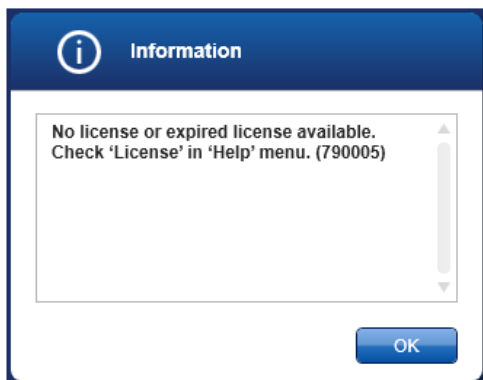 Information
No license or expired license available.
Check ‘License’ in ‘Help’ menu. (790005)
OK